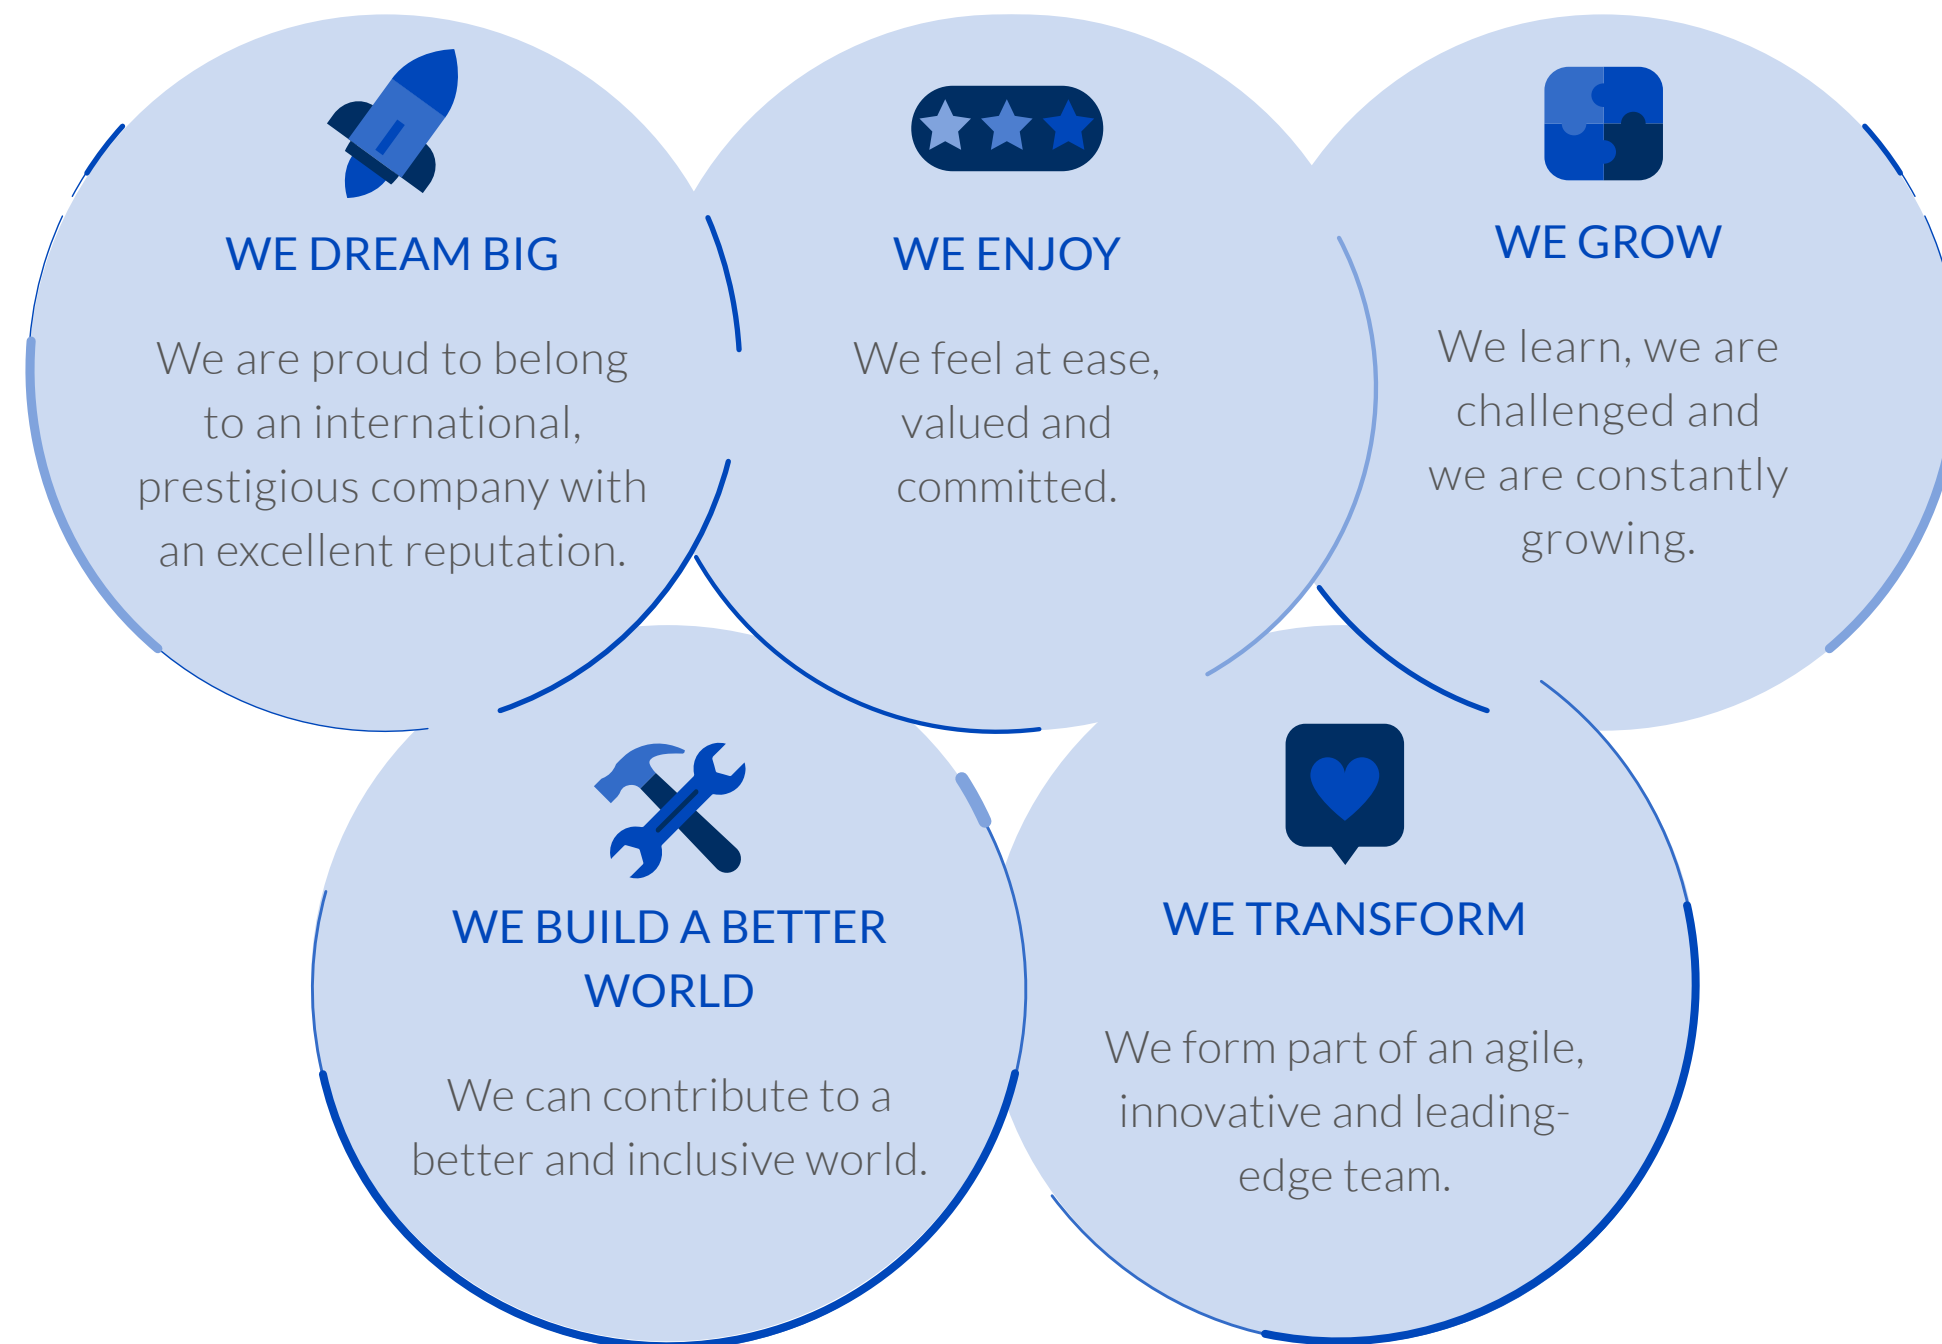 WE DREAM BIG
We are proud to belong
to an international,
prestigious company with
an excellent reputation.
WE ENJOY
We feel at ease,
valued and
committed.
WE GROW
We learn, we are
challenged and
we are constantly
growing.
WE BUILD A BETTER
WORLD
We can contribute to a
better and inclusive world.
WE TRANSFORM
We form part of an agile,
innovative and leading-
edge team.